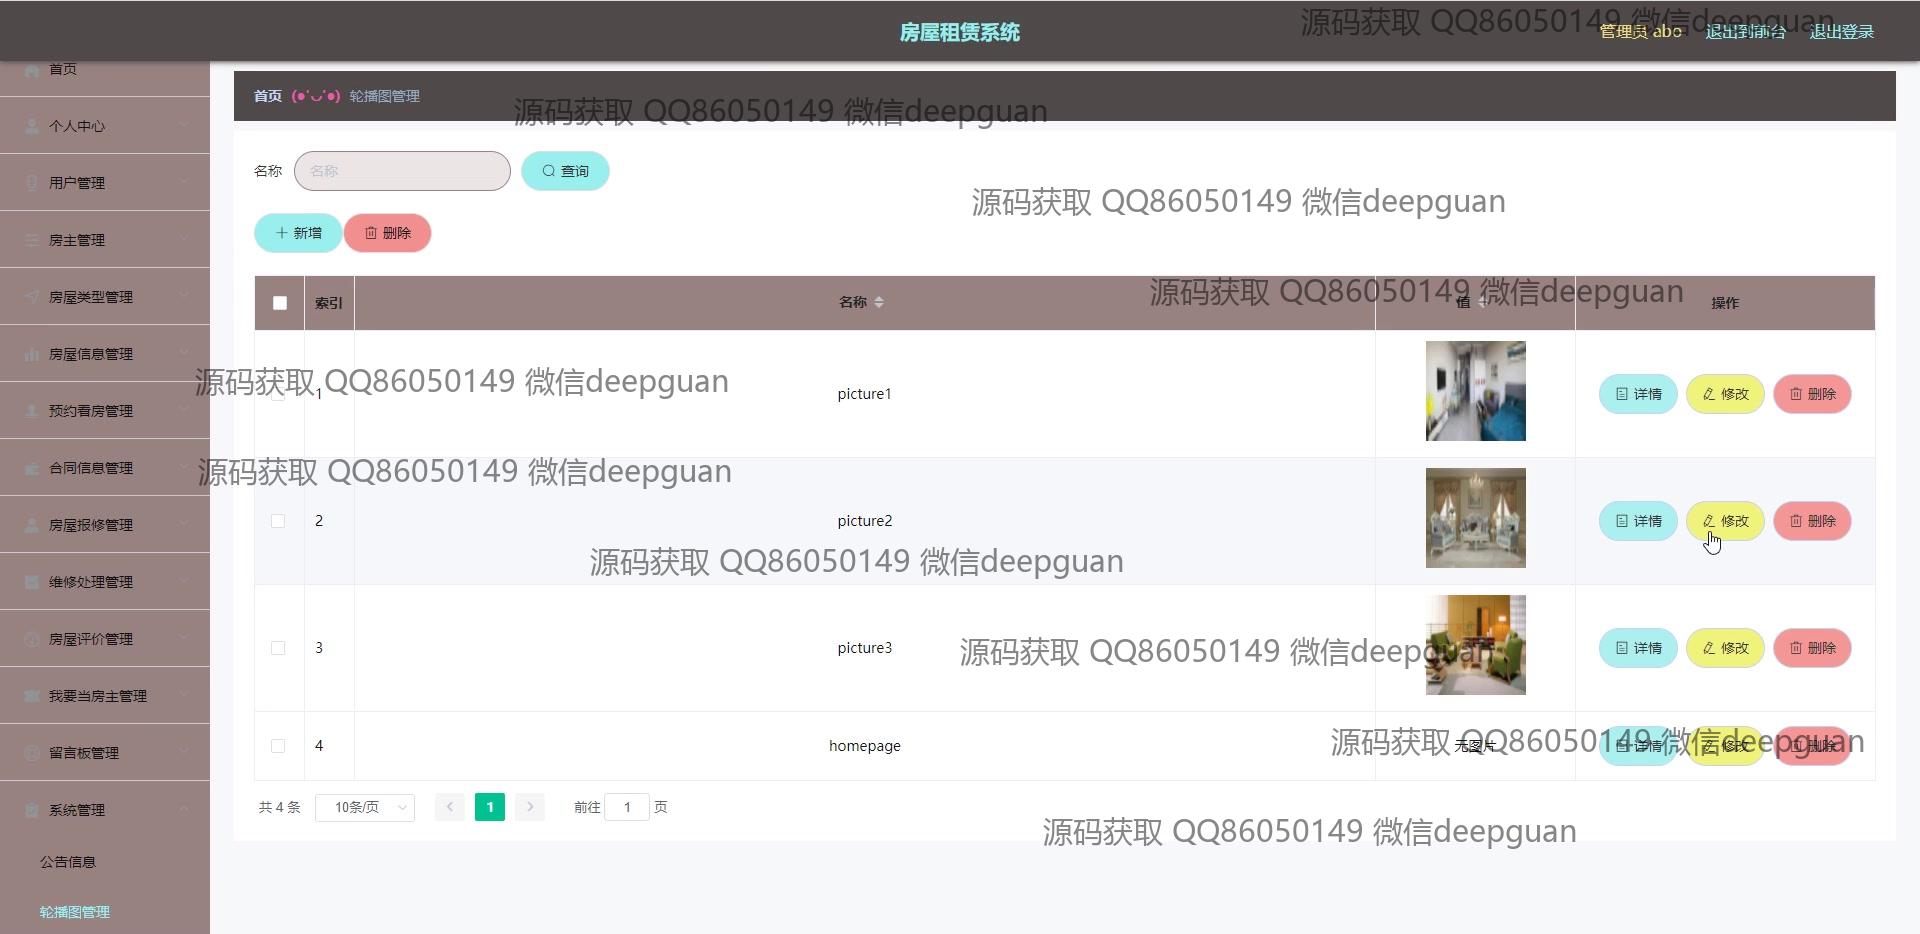 房屋租赁系统
源码获取 QQ86050149 微信deepguan
管理员 abo 退出到前台 退出登录
首页
首页 (●'◡'●) 轮播图管理
源码获取 QQ86050149 微信deepguan
个人中心
名称 名称 查询
用户管理
源码获取 QQ86050149 微信deepguan
新增 删除
房主管理
源码获取 QQ86050149 微信deepguan
房屋类型管理
索引 名称 值 操作
房屋信息管理
源码获取 QQ86050149 微信deepguan
1 picture1 详情 修改 删除
预约看房管理
合同信息管理
源码获取 QQ86050149 微信deepguan
房屋报修管理
2 picture2 详情 修改 删除
源码获取 QQ86050149 微信deepguan
维修处理管理
房屋评价管理
3 picture3 详情 修改 删除
源码获取 QQ86050149 微信deepguan
我要当房主管理
源码获取 QQ86050149 微信deepguan
4 homepage 无图片 详情 修改 删除
留言板管理
系统管理
共 4 条 10条/页 1 前往 1 页
源码获取 QQ86050149 微信deepguan
公告信息
轮播图管理